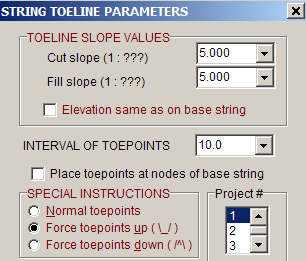 STRING TOELINE PARAMETERS
TOELINE SLOPE VALUES
Cut slope (1 : ???) 5.000
Fill slope (1 : ???) 5.000
Elevation same as on base string
INTERVAL OF TOEPOINTS 10.0
Place toepoints at nodes of base string
SPECIAL INSTRUCTIONS
Normal toepoints
Force toepoints up ( \_/ )
Force toepoints down ( /^\ )
Project #
1
2
3